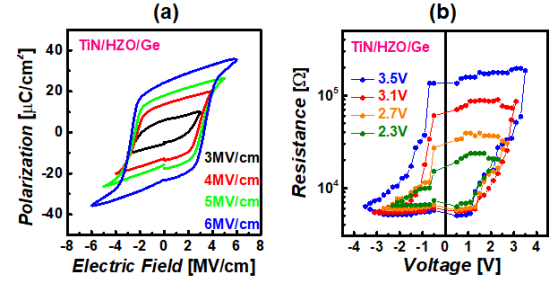 (a)
TiN/HZO/Ge
Polarization [μC/cm²]
40
20
0
-20
-40
3MV/cm
4MV/cm
5MV/cm
6MV/cm
-8 -6 -4 -2 0 2 4 6 8
Electric Field [MV/cm]
(b)
TiN/HZO/Ge
Resistance [Ω]
10⁵
10⁴
3.5V
3.1V
2.7V
2.3V
-4 -3 -2 -1 0 1 2 3 4
Voltage [V]